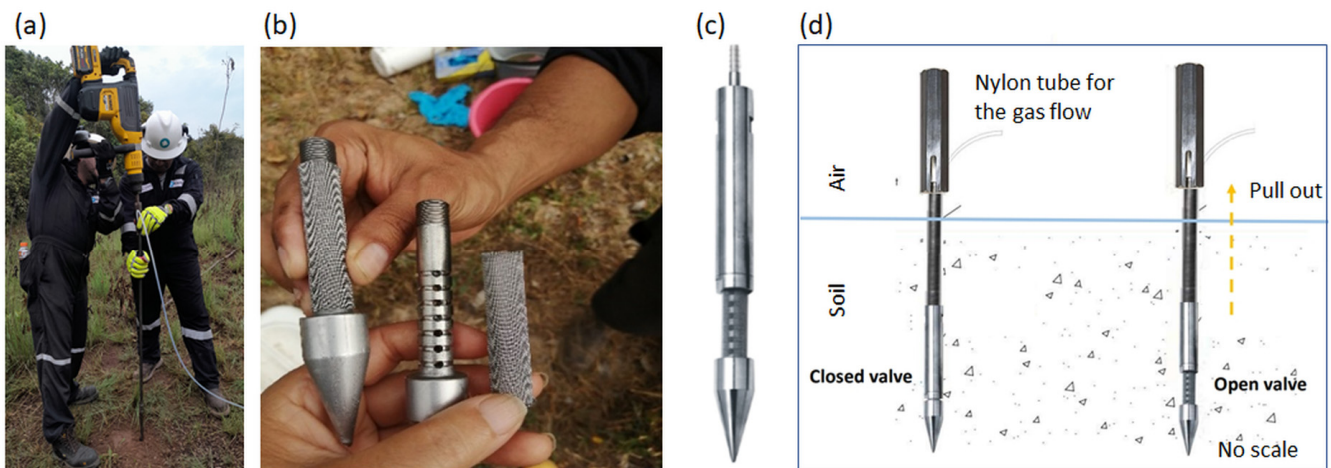 (a)
(b)
(c)
(d)
Nylon tube for
the gas flow
Air
Pull out
Soil
Closed valve
Open valve
No scale